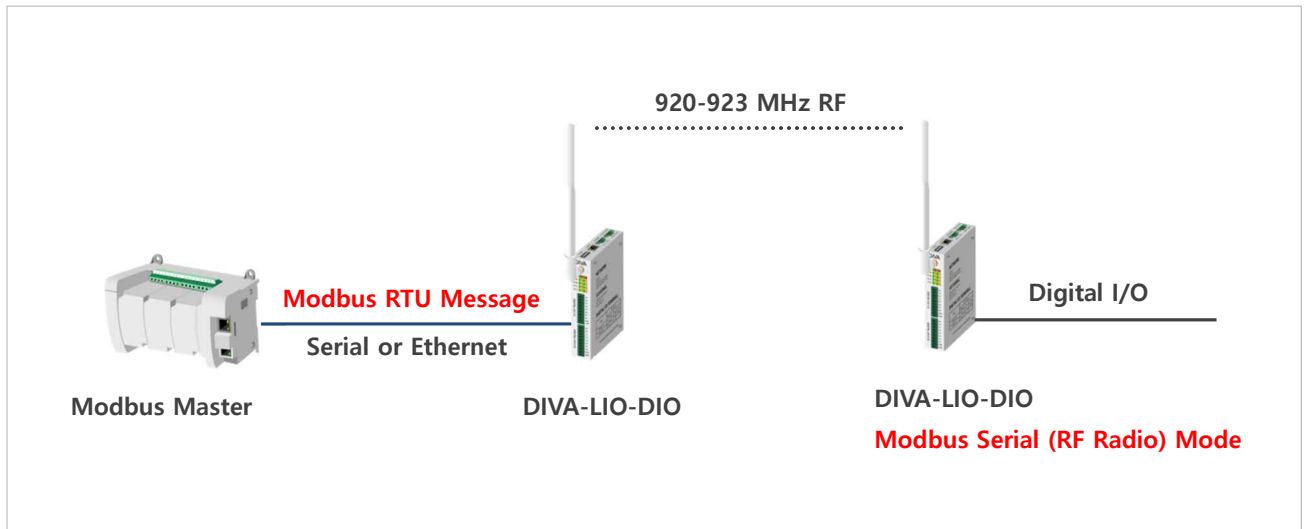 920-923 MHz RF
Modbus RTU Message
Serial or Ethernet
Digital I/O
Modbus Master
DIVA-LIO-DIO
DIVA-LIO-DIO
Modbus Serial (RF Radio) Mode